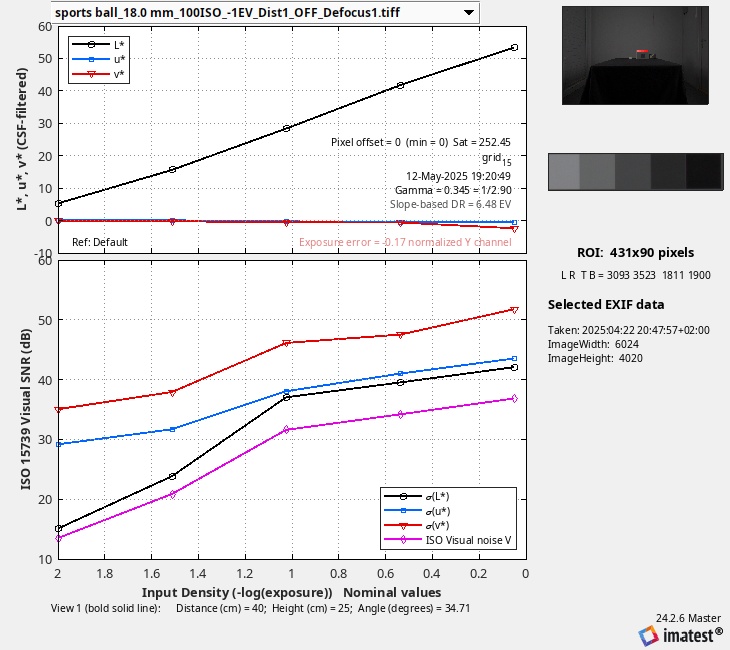 sports ball_18.0 mm_100ISO_-1EV_Dist1_OFF_Defocus1.tiff
60
50
40
30
20
10
0
-10
L*, u*, v* (CSF-filtered)
L*
u*
v*
Pixel offset = 0 (min = 0) Sat = 252.45
grid15
12-May-2025 19:20:49
Gamma = 0.345 = 1/2.90
Slope-based DR = 6.48 EV
Ref: Default
Exposure error = -0.17 normalized Y channel
60
50
40
30
20
10
ISO 15739 Visual SNR (dB)
𝜎(L*)
𝜎(u*)
𝜎(v*)
ISO Visual noise V
2 1.8 1.6 1.4 1.2 1 0.8 0.6 0.4 0.2 0
Input Density (-log(exposure)) Nominal values
View 1 (bold solid line): Distance (cm) = 40; Height (cm) = 25; Angle (degrees) = 34.71
ROI: 431x90 pixels
L R T B = 3093 3523 1811 1900
Selected EXIF data
Taken: 2025:04:22 20:47:57+02:00
ImageWidth: 6024
ImageHeight: 4020
24.2.6 Master
imatest®